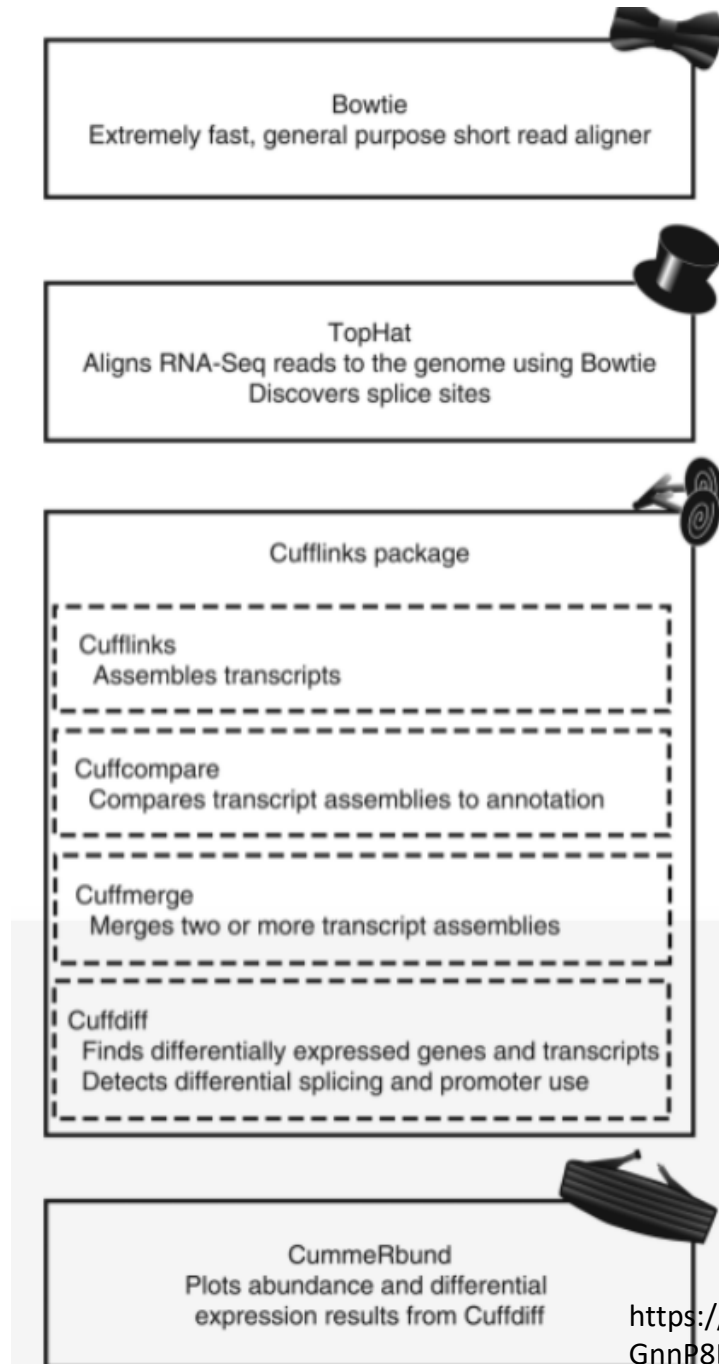 Bowtie
Extremely fast, general purpose short read aligner
TopHat
Aligns RNA-Seq reads to the genome using Bowtie
Discovers splice sites
Cufflinks package
Cufflinks
Assembles transcripts
Cuffcompare
Compares transcript assemblies to annotation
Cuffmerge
Merges two or more transcript assemblies
Cuffdiff
Finds differentially expressed genes and transcripts
Detects differential splicing and promoter use
CummeRbund
Plots abundance and differential
expression results from Cuffdiff
https:/